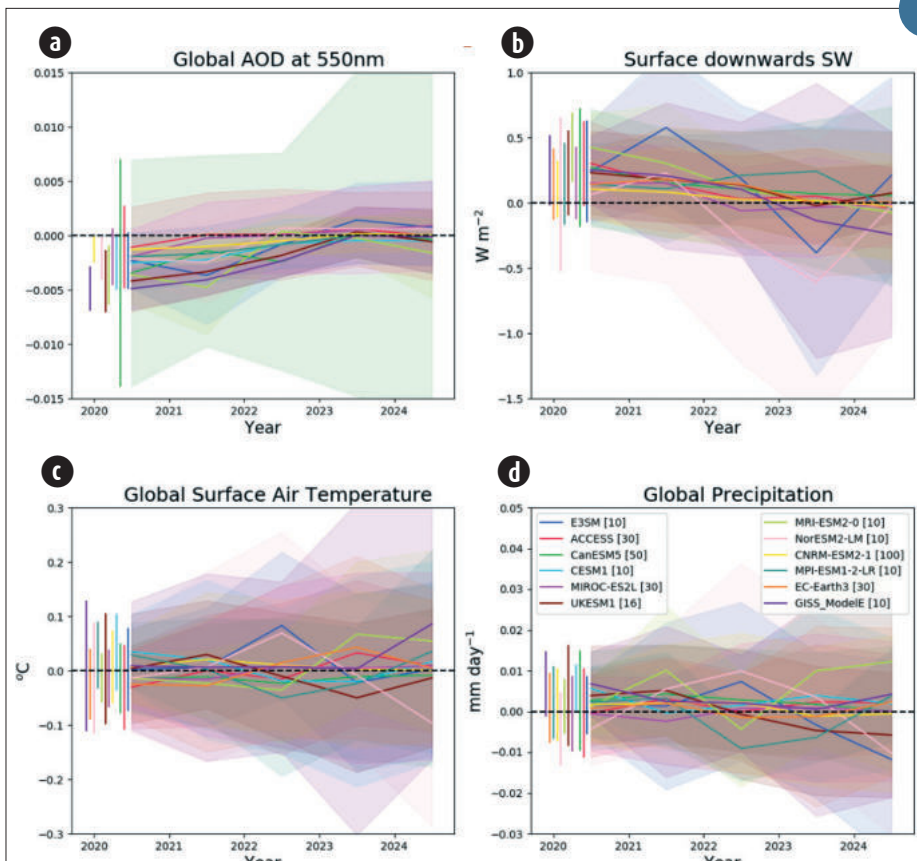 a
Global AOD at 550nm
0.015
0.010
0.005
0.000
−0.005
−0.010
−0.015
2020 2021 2022 2023 2024
Year
b
Surface downwards SW
W m−2
1.0
0.5
0.0
−0.5
−1.0
−1.5
2020 2021 2022 2023 2024
Year
c
Global Surface Air Temperature
oC
0.3
0.2
0.1
0.0
−0.1
−0.2
−0.3
2020 2021 2022 2023 2024
Year
d
Global Precipitation
mm day−1
0.05
0.04
0.03
0.02
0.01
0.00
−0.01
−0.02
−0.03
E3SM [10]
ACCESS [30]
CanESM5 [50]
CESM1 [10]
MIROC-ES2L [30]
UKESM1 [16]
MRI-ESM2-0 [10]
NorESM2-LM [10]
CNRM-ESM2-1 [100]
MPI-ESM1-2-LR [10]
EC-Earth3 [30]
GISS_ModelE [10]
2020 2021 2022 2023 2024
Year